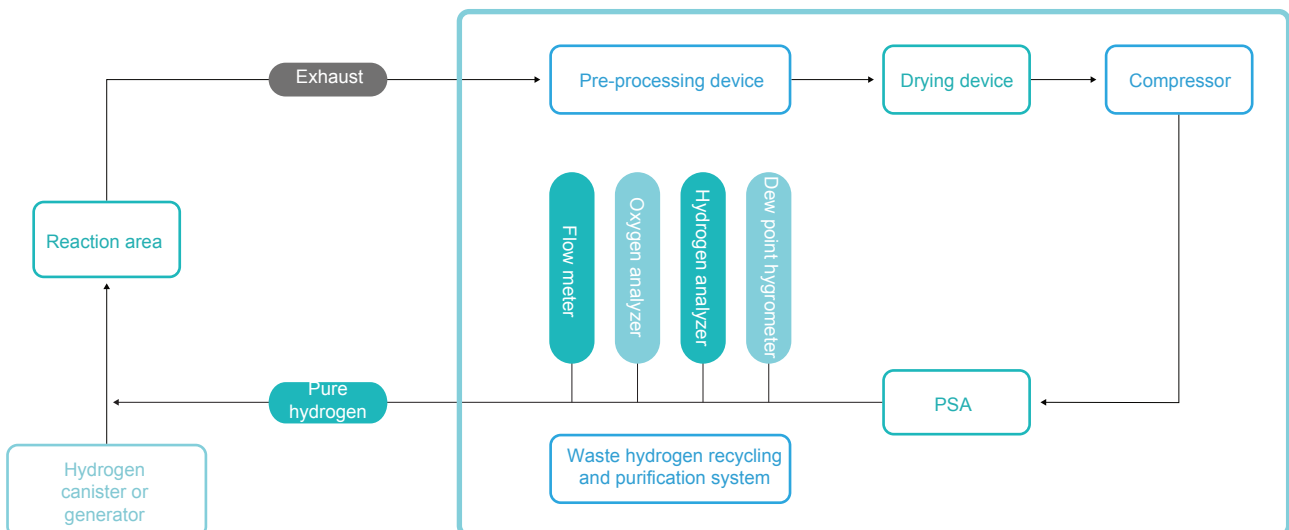 Exhaust
Pre-processing device
Drying device
Compressor
Reaction area
Flow meter
Oxygen analyzer
Hydrogen analyzer
Dew point hygrometer
Pure
hydrogen
PSA
Hydrogen
canister or
generator
Waste hydrogen recycling
and purification system